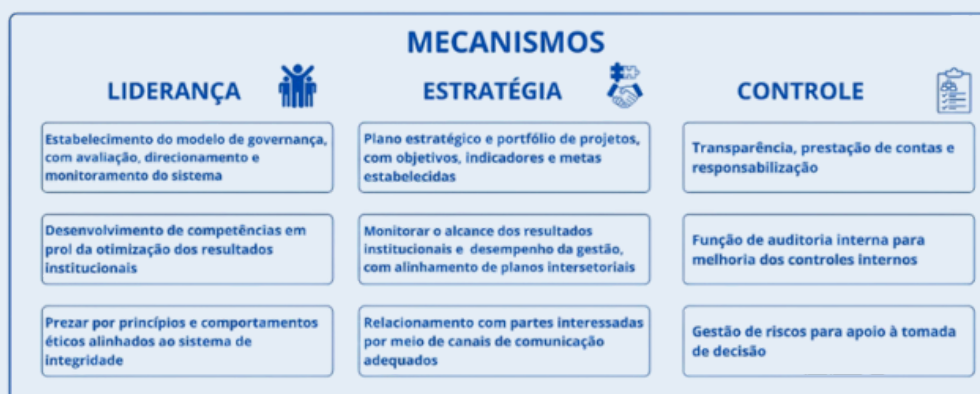 MECANISMOS
LIDERANÇA
Estabelecimento do modelo de governança,
com avaliação, direcionamento e
monitoramento do sistema
Desenvolvimento de competências em
prol da otimização dos resultados
institucionais
Prezar por princípios e comportamentos
éticos alinhados ao sistema de
integridade
ESTRATÉGIA
Plano estratégico e portfólio de projetos,
com objetivos, indicadores e metas
estabelecidas
Monitorar o alcance dos resultados
institucionais e desempenho da gestão,
com alinhamento de planos intersetoriais
Relacionamento com partes interessadas
por meio de canais de comunicação
adequados
CONTROLE
Transparência, prestação de contas e
responsabilização
Função de auditoria interna para
melhoria dos controles internos
Gestão de riscos para apoio à tomada
de decisão